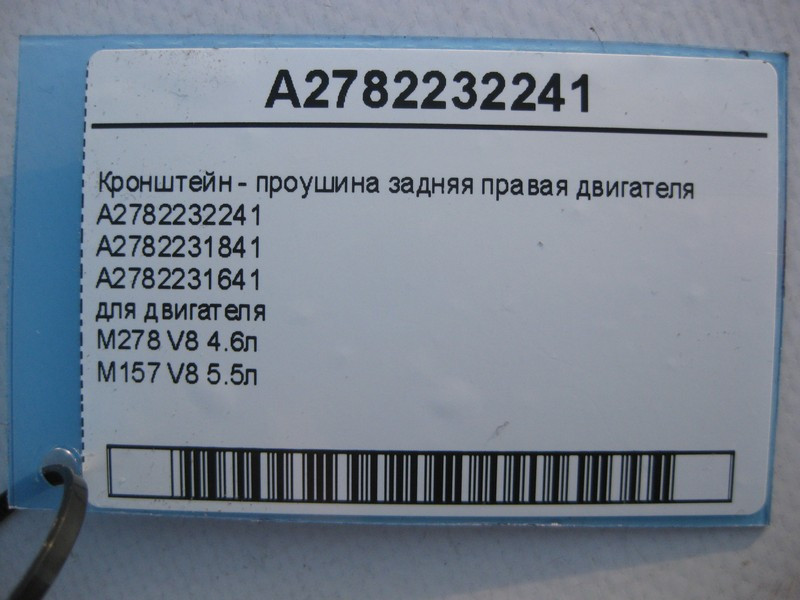 A2782232241
Кронштейн - проушина задняя правая двигателя
A2782232241
A2782231841
A2782231641
для двигателя
M278 V8 4.6л
M157 V8 5.5л